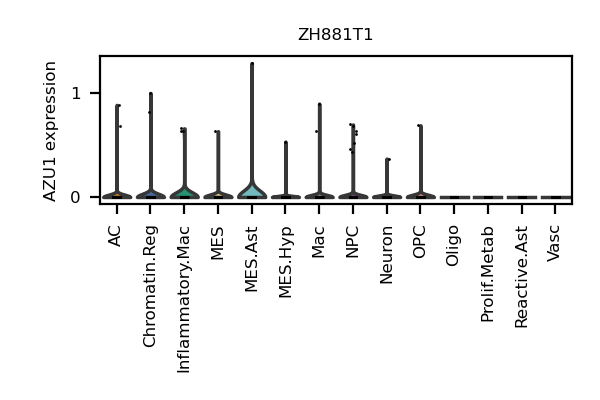 ZH881T1
AZU1 expression
1
0
AC
Chromatin.Reg
Inflammatory.Mac
MES
MES.Ast
MES.Hyp
Mac
NPC
Neuron
OPC
Oligo
Prolif.Metab
Reactive.Ast
Vasc